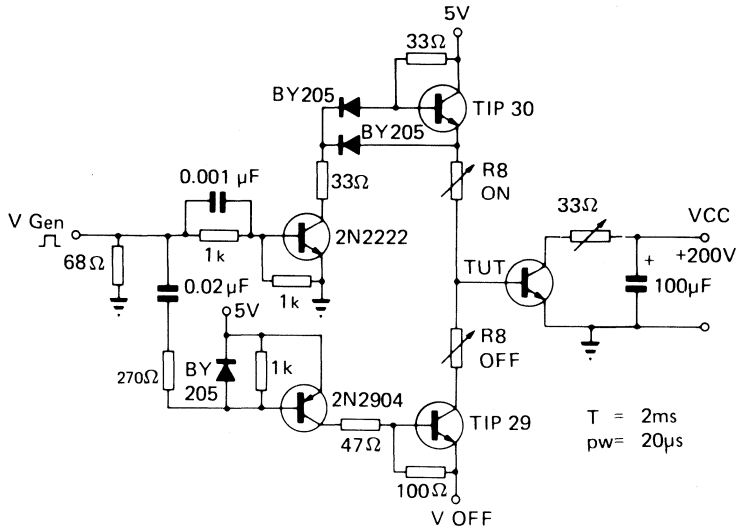 5V
33Ω
BY205
TIP 30
BY205
R8
ON
0.001 µF
33Ω
33Ω
VCC
V Gen
2N2222
+200V
1k
TUT
+
68Ω
100µF
0.02µF
1k
5V
R8
OFF
BY
205
1k
270Ω
2N2904
TIP 29
T = 2ms
47Ω
pw= 20µs
100Ω
V OFF